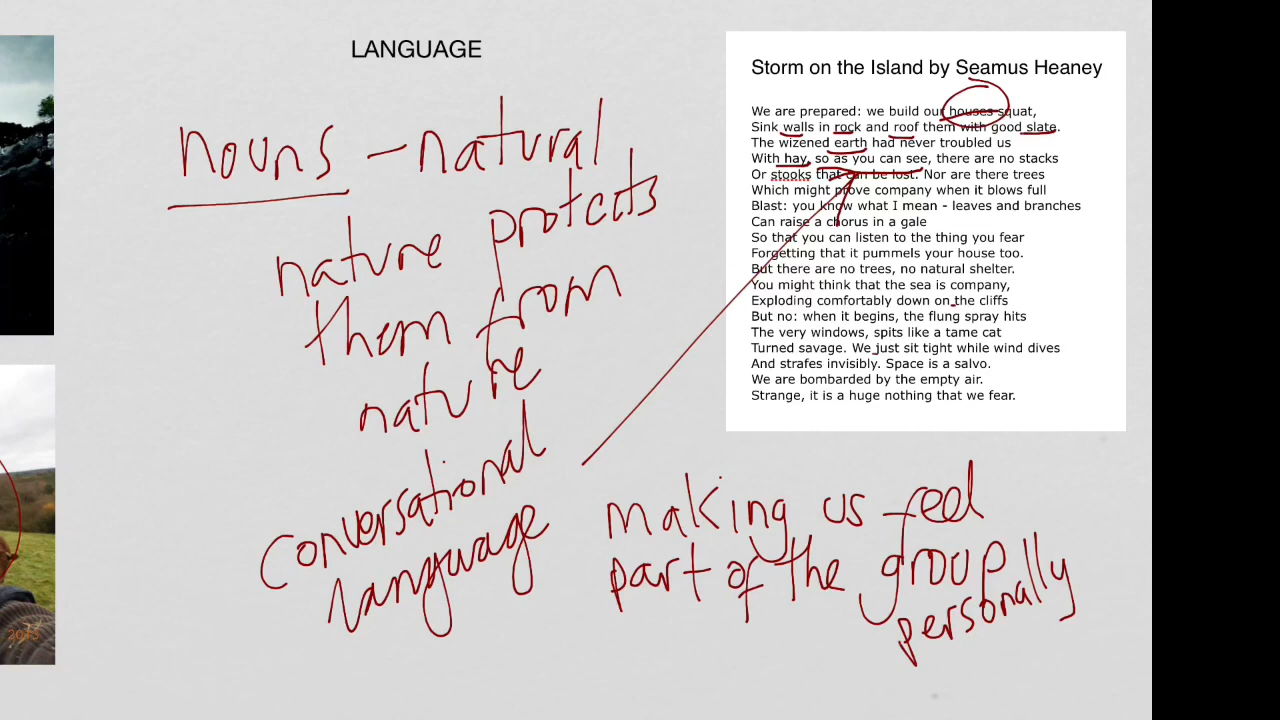 LANGUAGE
nouns - natural
nature protects
them from
nature
conversational
language
making us feel
part of the group
personally
Storm on the Island by Seamus Heaney
We are prepared: we build our houses squat,
Sink walls in rock and roof them with good slate.
The wizened earth had never troubled us
With hay, so as you can see, there are no stacks
Or stooks that can be lost. Nor are there trees
Which might prove company when it blows full
Blast: you know what I mean - leaves and branches
Can raise a chorus in a gale
So that you can listen to the thing you fear
Forgetting that it pummels your house too.
But there are no trees, no natural shelter.
You might think that the sea is company,
Exploding comfortably down on the cliffs
But no: when it begins, the flung spray hits
The very windows, spits like a tame cat
Turned savage. We just sit tight while wind dives
And strafes invisibly. Space is a salvo.
We are bombarded by the empty air.
Strange, it is a huge nothing that we fear.